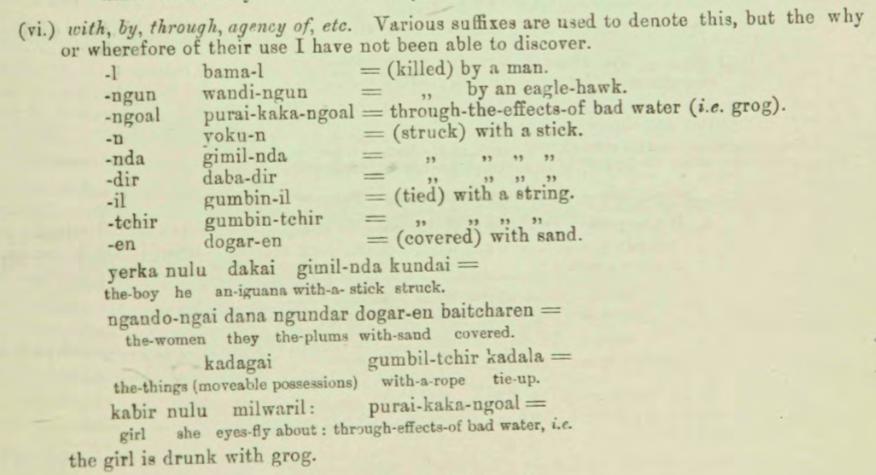 (vi.) with, by, through, agency of, etc. Various suffixes are used to denote this, but the why
or wherefore of their use I have not been able to discover.
-l bama-l = (killed) by a man.
-ngun wandi-ngun = „ by an eagle-hawk.
-ngoal purai-kaka-ngoal = through-the-effects-of bad water (i.e. grog).
-n yoku-n = (struck) with a stick.
-nda gimil-nda = „ „ „ „
-dir daba-dir = „ „ „ „
-il gumbin-il = (tied) with a string.
-tchir gumbin-tchir = „ „ „ „
-en dogar-en = (covered) with sand.
yerka nulu dakai gimil-nda kundai =
the-boy he an-iguana with-a- stick struck.
ngando-ngai dana ngundar dogar-en baitcharen =
the-women they the-plums with-sand covered.
kadagai gumbil-tchir kadala =
the-things (moveable possessions) with-a-rope tie-up.
kabir nulu milwaril: purai-kaka-ngoal =
girl she eyes-fly about: through-effects-of bad water, i.e.
the girl is drunk with grog.